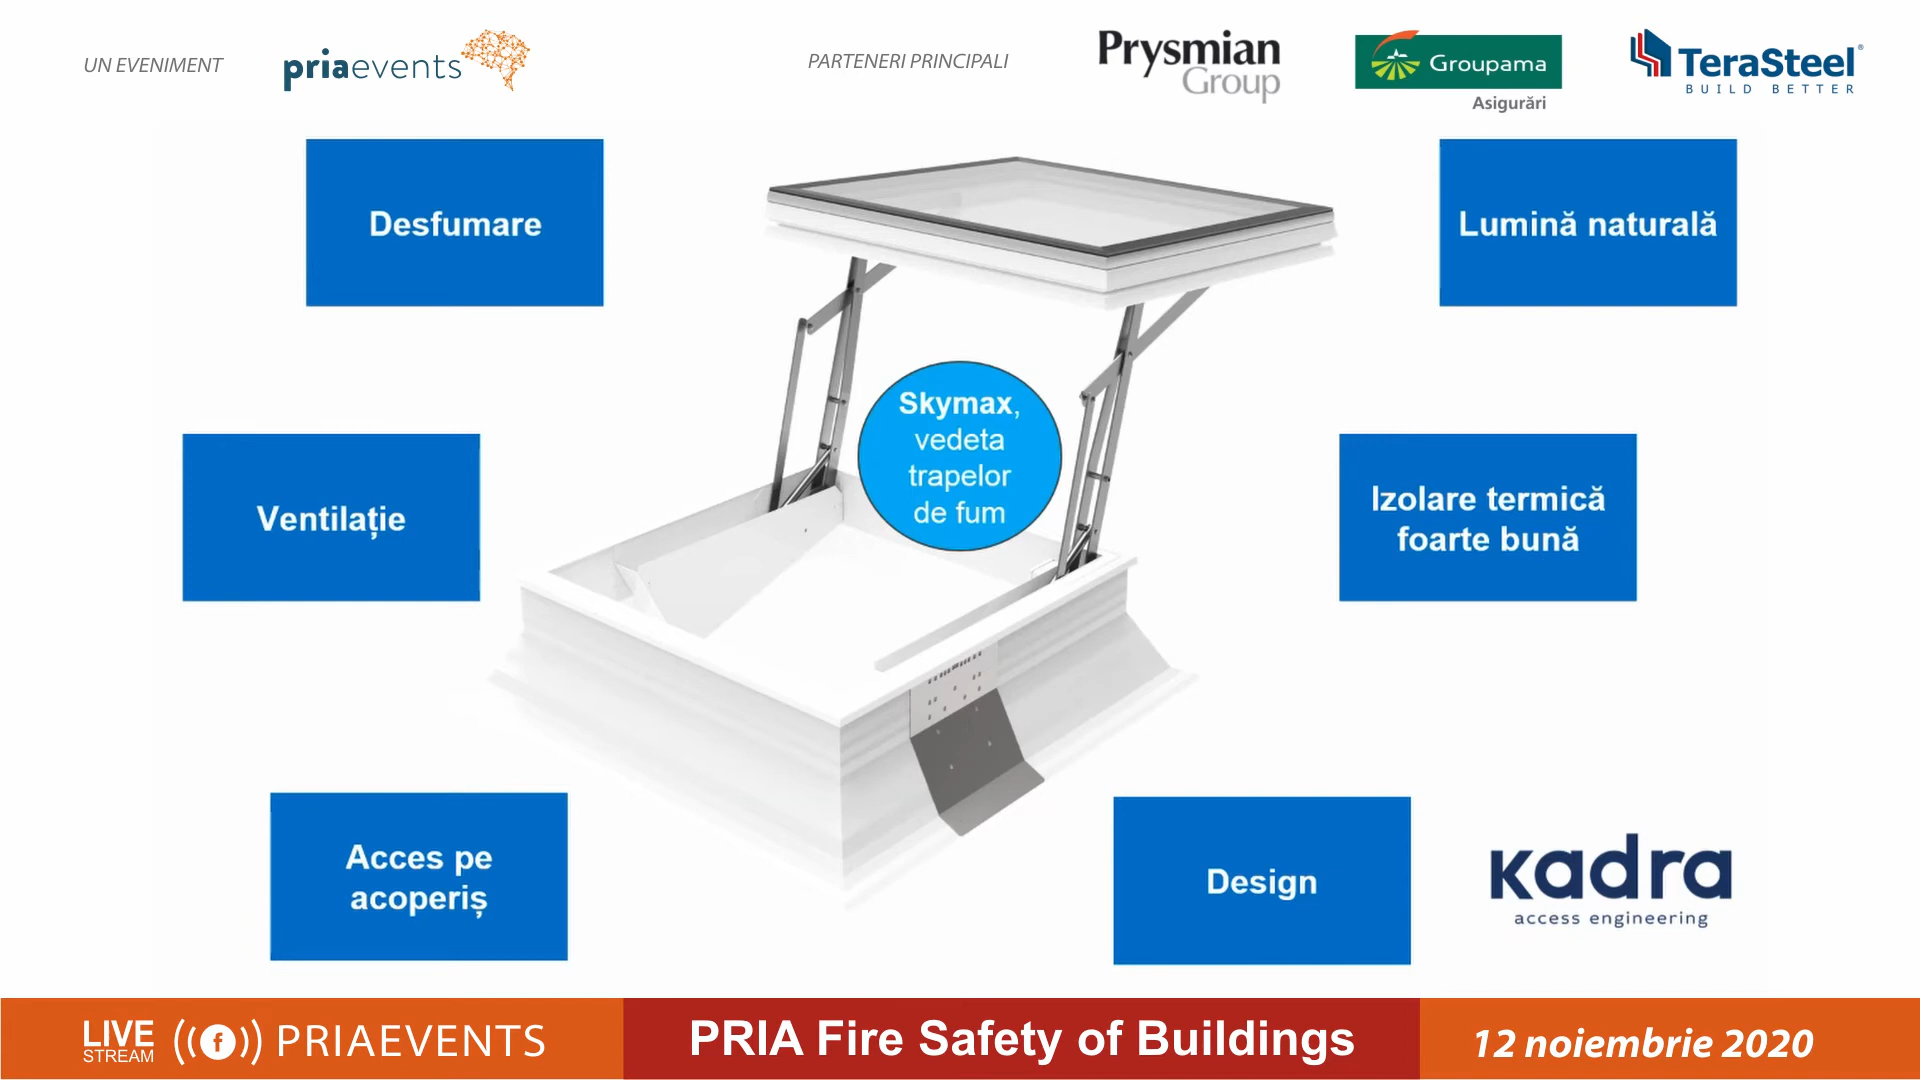 UN EVENIMENT
priaevents
PARTENERI PRINCIPALI
Prysmian
Group
Groupama
Asigurări
TeraSteel®
BUILD BETTER
Desfumare
Lumină naturală
Skymax,
vedeta
trapelor
de fum
Ventilație
Izolare termică
foarte bună
Acces pe
acoperiș
Design
kadra
access engineering
LIVE
STREAM
f
PRIAEVENTS
PRIA Fire Safety of Buildings
12 noiembrie 2020